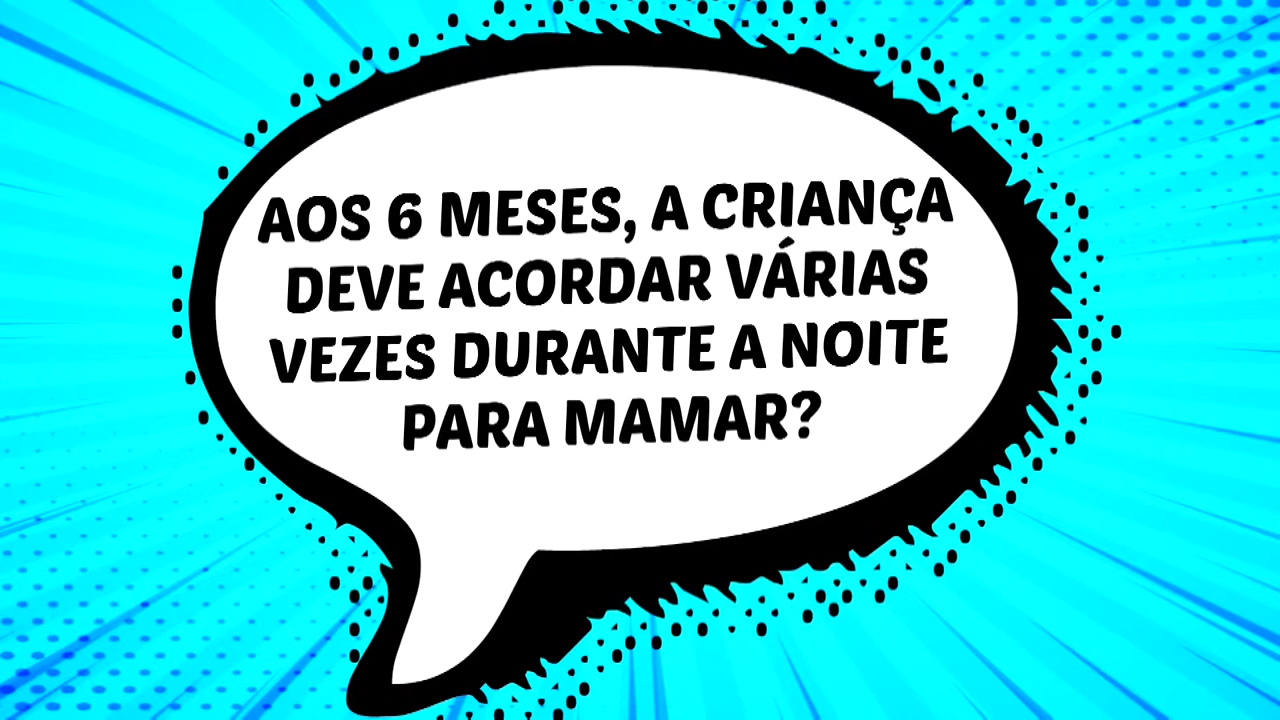 AOS 6 MESES, A CRIANÇA
DEVE ACORDAR VÁRIAS
VEZES DURANTE A NOITE
PARA MAMAR?